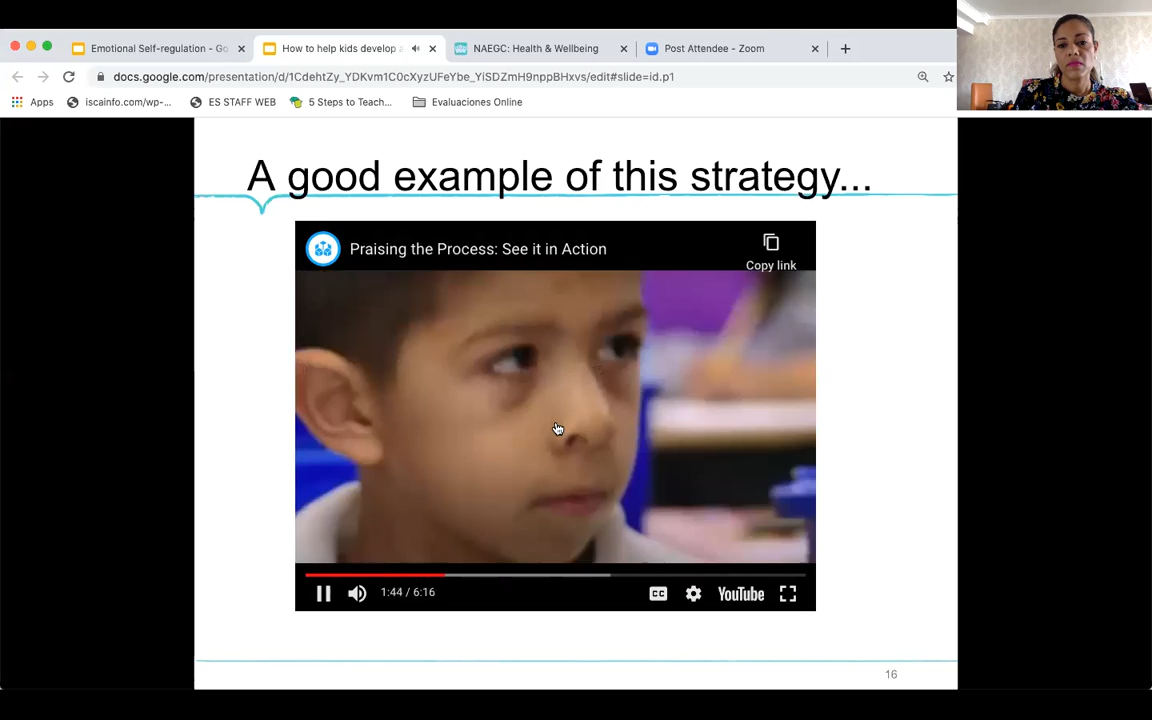 Emotional Self-regulation - Go
How to help kids develop a
NAEGC: Health & Wellbeing
Post Attendee - Zoom
docs.google.com/presentation/d/1CdehtZy_YDKvm1C0cXyzUFeYbe_YiSDZmH9nppBHxvs/edit#slide=id.p1
Apps
iscainfo.com/wp-...
ES STAFF WEB
5 Steps to Teach...
Evaluaciones Online
A good example of this strategy...
Praising the Process: See it in Action
Copy link
1:44 / 6:16
CC
YouTube
16